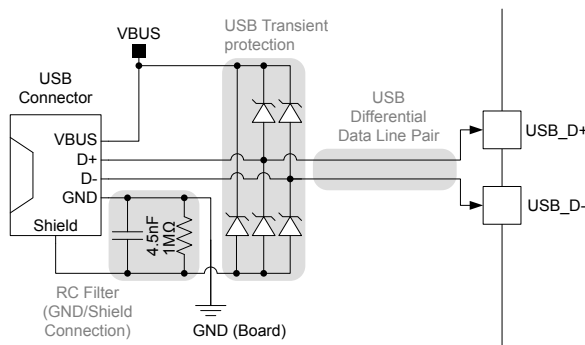 VBUS
USB Transient
protection
USB
Connector
USB
Differential
Data Line Pair
VBUS
D+
D-
GND
Shield
USB_D+
USB_D-
4.5nF
1MΩ
RC Filter
(GND/Shield
Connection)
GND (Board)